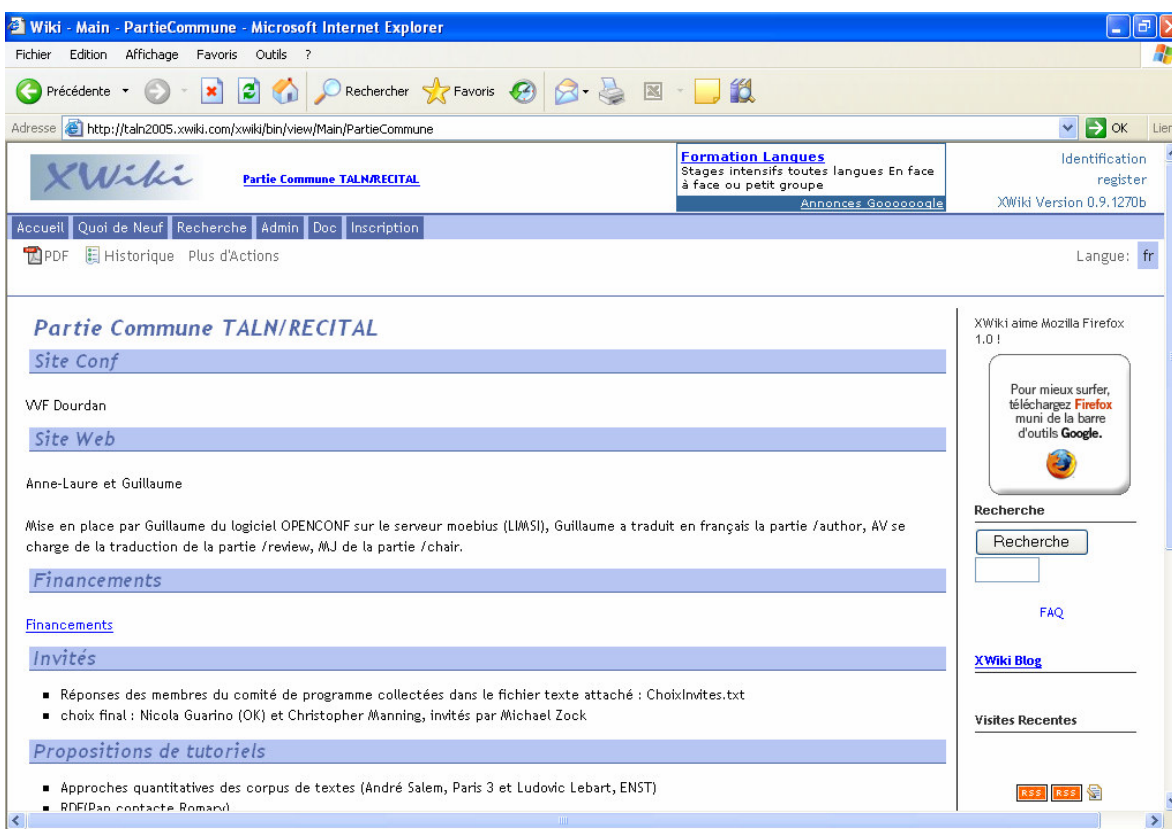 Wiki - Main - PartieCommune - Microsoft Internet Explorer
Fichier Edition Affichage Favoris Outils ?
Précédente Rechercher Favoris
Adresse http://taln2005.xwiki.com/xwiki/bin/view/Main/PartieCommune OK Lien
XWiki
Partie Commune TALN/RECITAL
Formation Langues
Stages intensifs toutes langues En face
à face ou petit groupe
Annonces Goooooogle
Identification
register
XWiki Version 0.9.1270b
Accueil Quoi de Neuf Recherche Admin Doc Inscription
PDF Historique Plus d'Actions Langue: fr
Partie Commune TALN/RECITAL
Site Conf
VVF Dourdan
Site Web
Anne-Laure et Guillaume
Mise en place par Guillaume du logiciel OPENCONF sur le serveur moebius (LIMSI), Guillaume a traduit en français la partie /author, AV se
charge de la traduction de la partie /review, MJ de la partie /chair.
Financements
Financements
Invités
Réponses des membres du comité de programme collectées dans le fichier texte attaché : ChoixInvites.txt
choix final : Nicola Guarino (OK) et Christopher Manning, invités par Michael Zock
Propositions de tutoriels
Approches quantitatives des corpus de textes (André Salem, Paris 3 et Ludovic Lebart, ENST)
RDF(Pan contacte Romary)
XWiki aime Mozilla Firefox
1.0 !
Pour mieux surfer,
téléchargez Firefox
muni de la barre
d'outils Google.
Recherche
Recherche
FAQ
XWiki Blog
Visites Recentes
RSS RSS